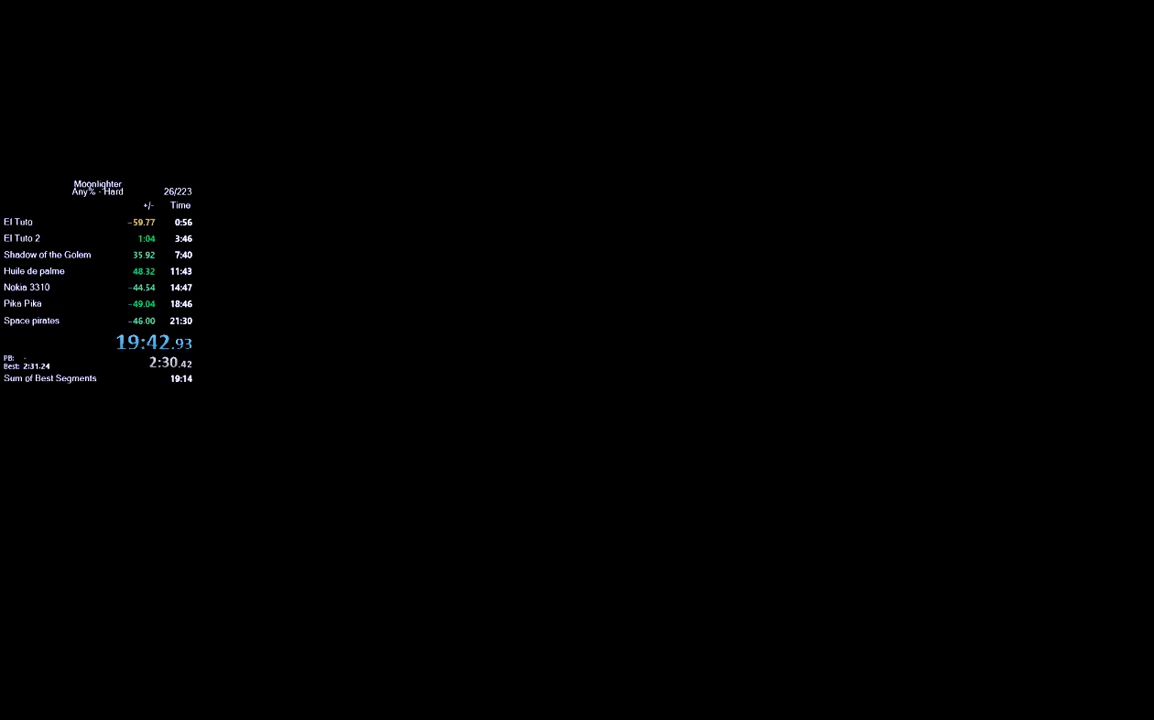 Moonlighter
Any% - Hard 26/223
+/- Time
El Tuto -59.77 0:56
El Tuto 2 1:04 3:46
Shadow of the Golem 35.92 7:40
Huile de palme 48.32 11:43
Nokia 3310 -44.54 14:47
Pika Pika -49.04 18:46
Space pirates -46.00 21:30
19:42.93
PB: -
Best: 2:31.24 2:30.42
Sum of Best Segments 19:14